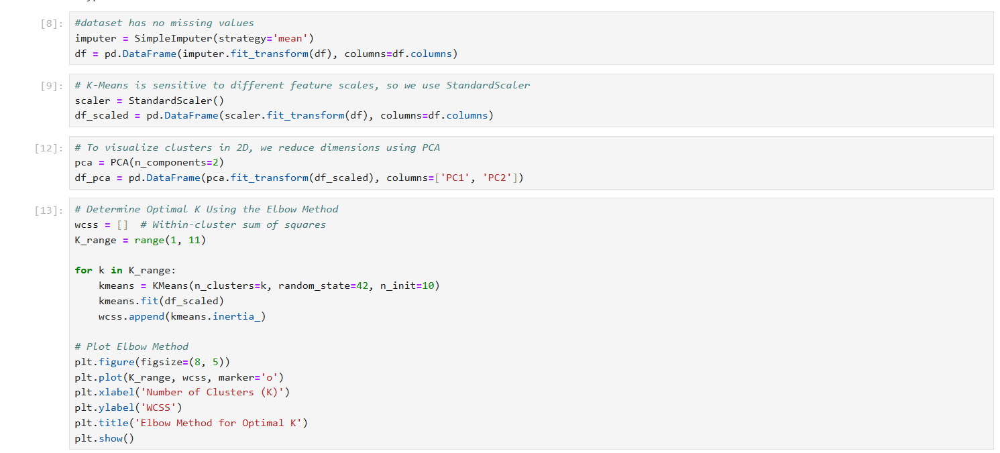 [8]:
#dataset has no missing values
imputer = SimpleImputer(strategy='mean')
df = pd.DataFrame(imputer.fit_transform(df), columns=df.columns)
[9]:
# K-Means is sensitive to different feature scales, so we use StandardScaler
scaler = StandardScaler()
df_scaled = pd.DataFrame(scaler.fit_transform(df), columns=df.columns)
[12]:
# To visualize clusters in 2D, we reduce dimensions using PCA
pca = PCA(n_components=2)
df_pca = pd.DataFrame(pca.fit_transform(df_scaled), columns=['PC1', 'PC2'])
[13]:
# Determine Optimal K Using the Elbow Method
wcss = []  # Within-cluster sum of squares
K_range = range(1, 11)

for k in K_range:
    kmeans = KMeans(n_clusters=k, random_state=42, n_init=10)
    kmeans.fit(df_scaled)
    wcss.append(kmeans.inertia_)

# Plot Elbow Method
plt.figure(figsize=(8, 5))
plt.plot(K_range, wcss, marker='o')
plt.xlabel('Number of Clusters (K)')
plt.ylabel('WCSS')
plt.title('Elbow Method for Optimal K')
plt.show()